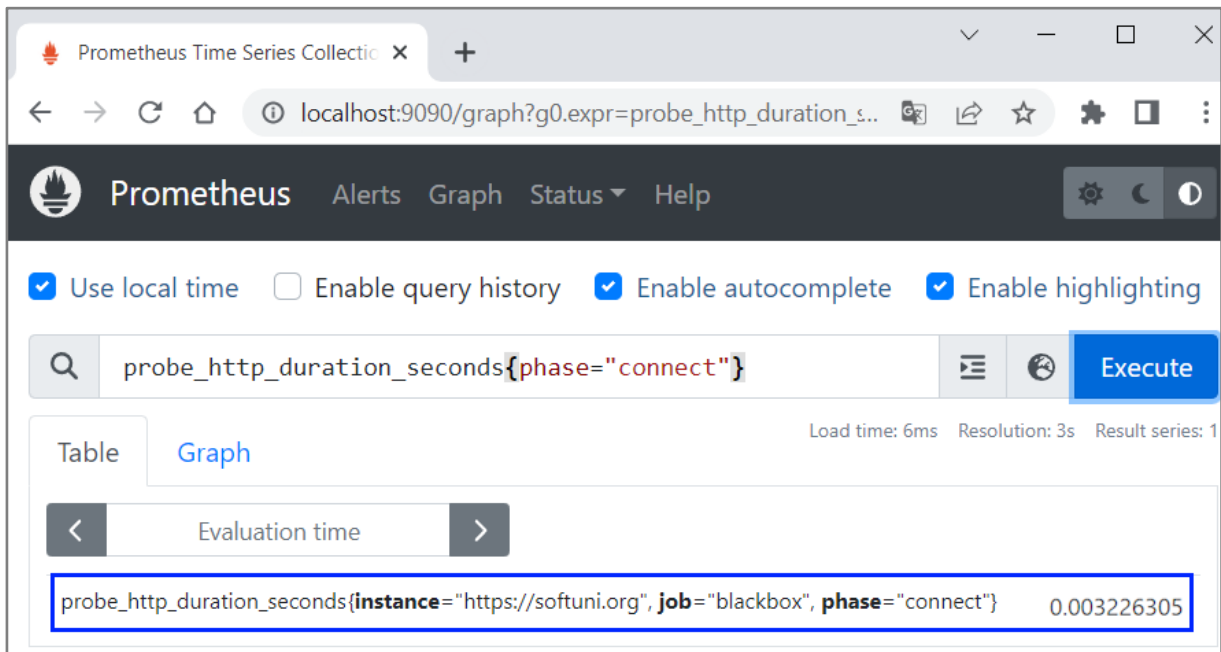 Prometheus Time Series Collectio
localhost:9090/graph?g0.expr=probe_http_duration_s...
Prometheus Alerts Graph Status Help
Use local time Enable query history Enable autocomplete Enable highlighting
probe_http_duration_seconds{phase="connect"} Execute
Load time: 6ms Resolution: 3s Result series: 1
Table Graph
Evaluation time
probe_http_duration_seconds{instance="https://softuni.org", job="blackbox", phase="connect"} 0.003226305